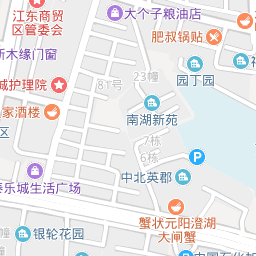 江东商贸
区管委会
大个子粮油店
肥叔锅贴
新木缘门窗
81号
23幢
园丁园
护理院
南湖新苑
家酒楼
区
7栋
6栋
P
乐城生活广场
中北英郡
蟹状元阳澄湖
大闸蟹
银轮花园